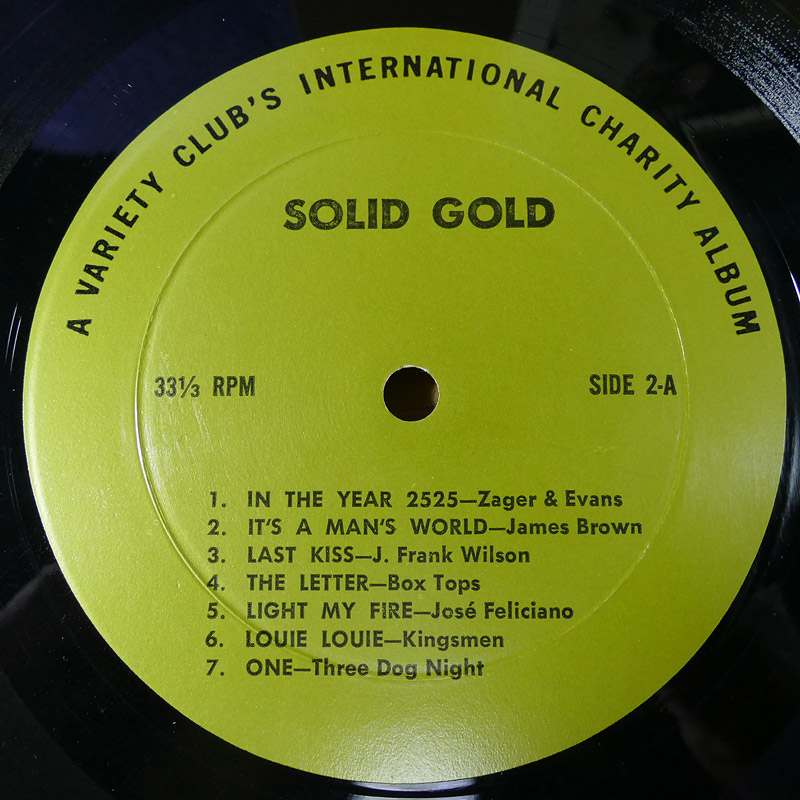 A VARIETY CLUB'S INTERNATIONAL CHARITY ALBUM
SOLID GOLD
33⅓ RPM
SIDE 2-A
1. IN THE YEAR 2525—Zager & Evans
2. IT'S A MAN'S WORLD—James Brown
3. LAST KISS—J. Frank Wilson
4. THE LETTER—Box Tops
5. LIGHT MY FIRE—José Feliciano
6. LOUIE LOUIE—Kingsmen
7. ONE—Three Dog Night